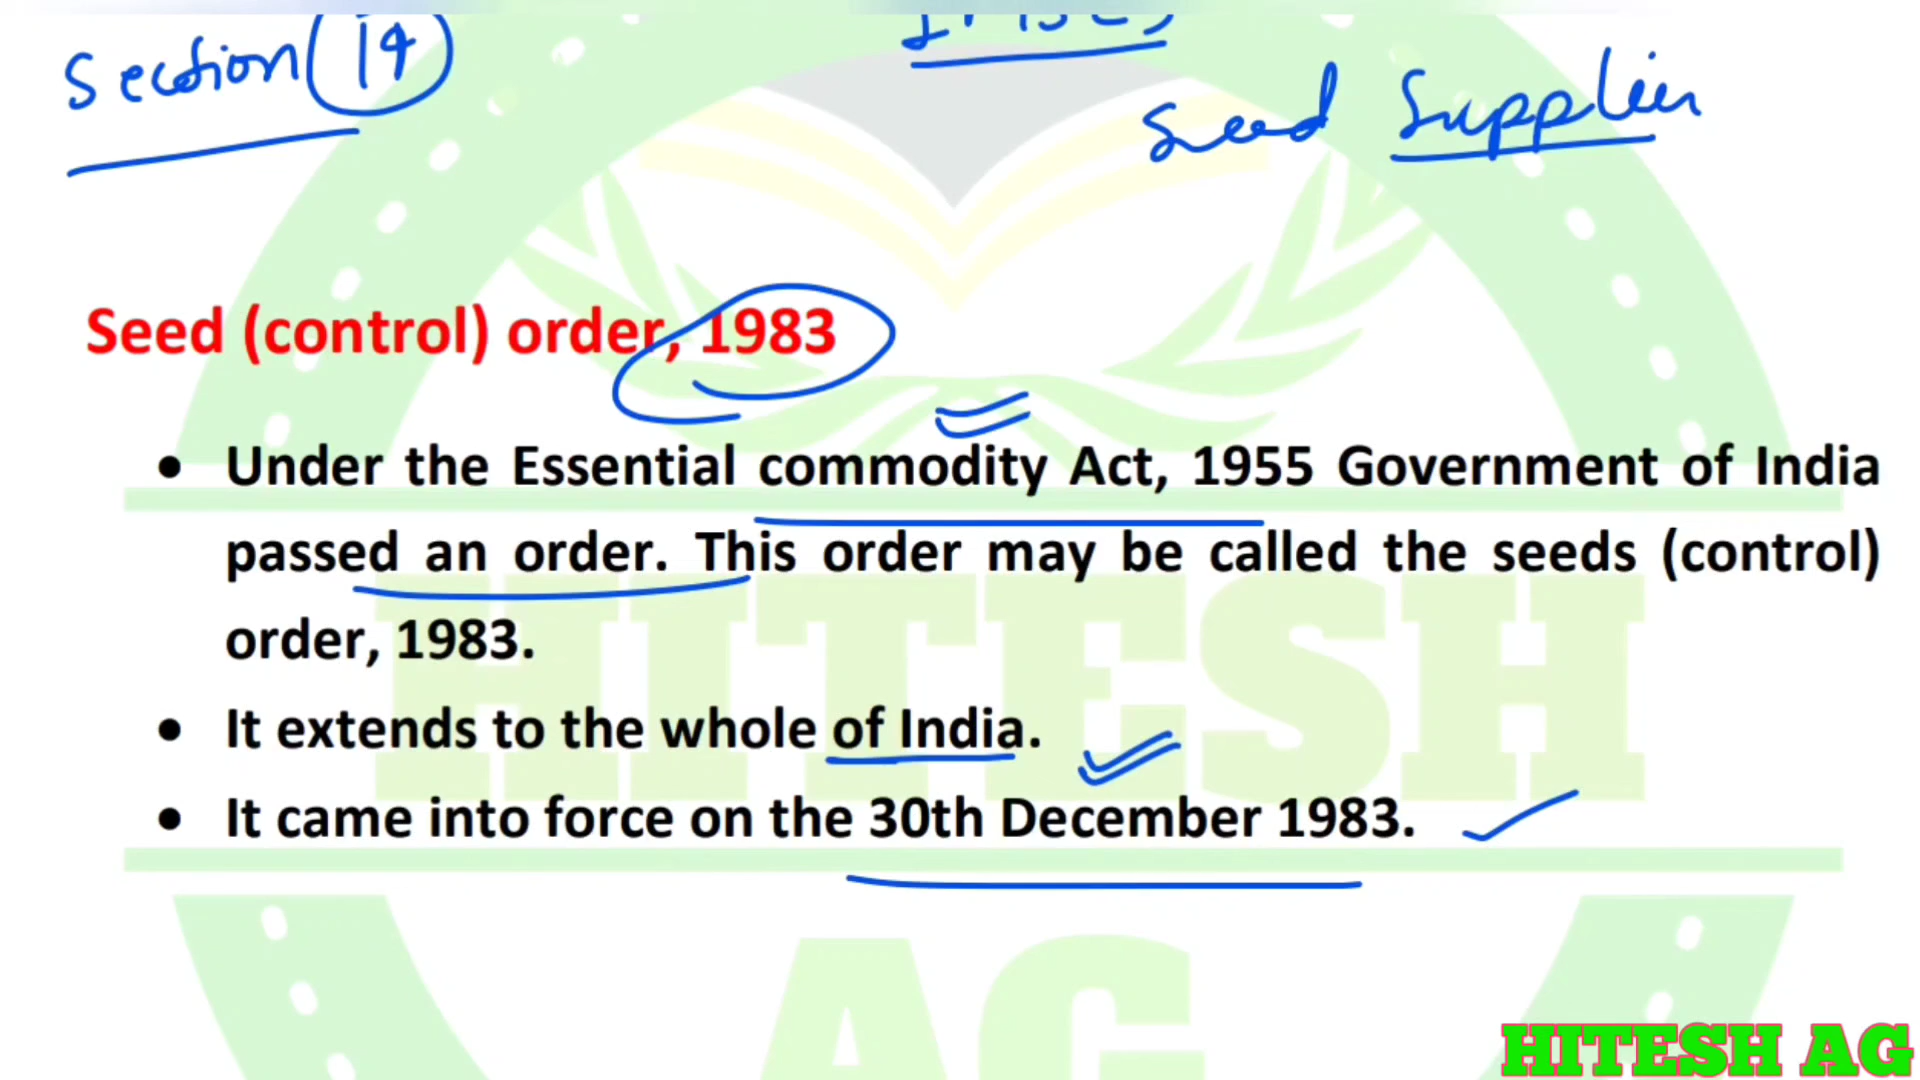 Section 14
Seed Supplier
Seed (control) order, 1983
• Under the Essential commodity Act, 1955 Government of India
passed an order. This order may be called the seeds (control)
order, 1983.
• It extends to the whole of India.
• It came into force on the 30th December 1983.
HITESH
AG
HITESH AG